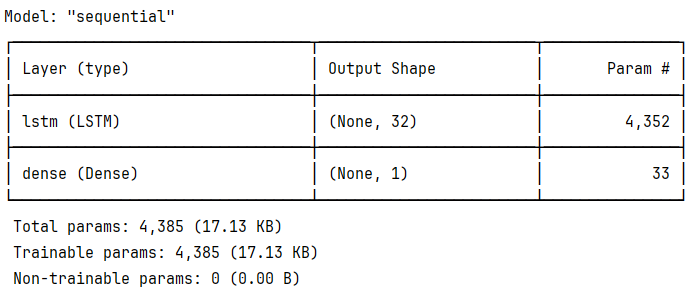 Model: "sequential"
Layer (type) Output Shape Param #
lstm (LSTM) (None, 32) 4,352
dense (Dense) (None, 1) 33
Total params: 4,385 (17.13 KB)
Trainable params: 4,385 (17.13 KB)
Non-trainable params: 0 (0.00 B)